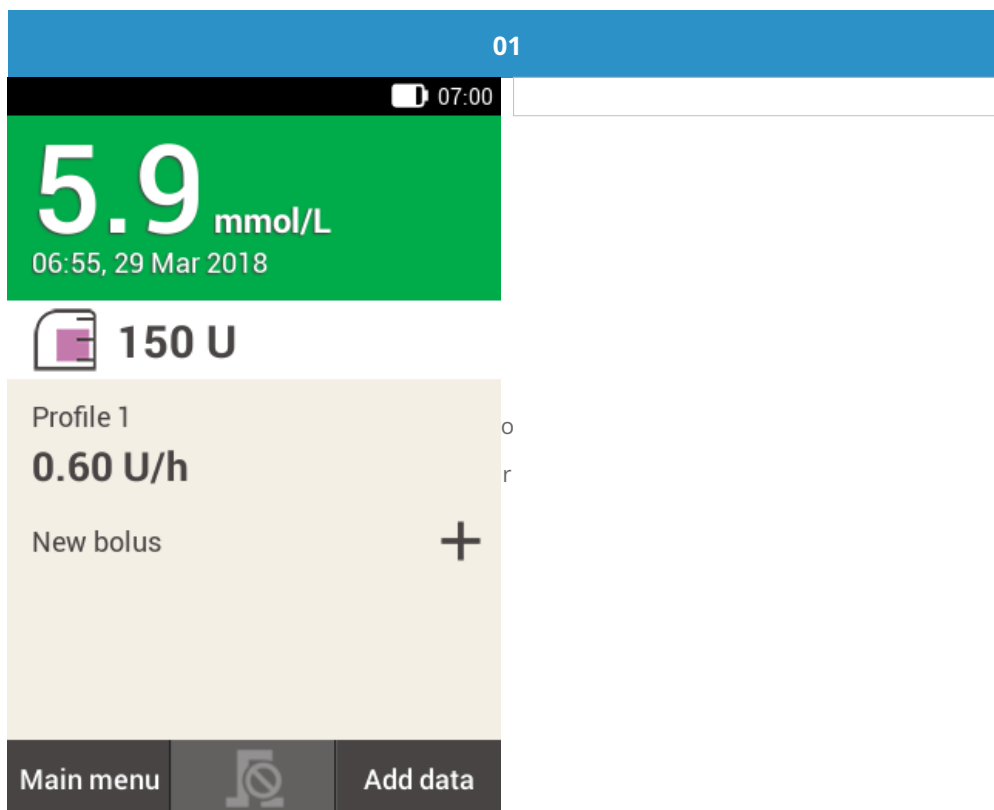 01
07:00
5.9 mmol/L
06:55, 29 Mar 2018
150 U
Profile 1
0.60 U/h
New bolus
o
r
Main menu
Add data